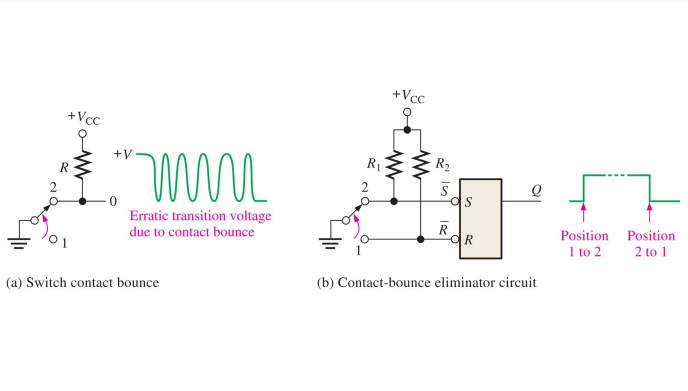 +VCC
R
+V
2
0
1
Erratic transition voltage
due to contact bounce
(a) Switch contact bounce
+VCC
R1
R2
2
S̅
S
Q
R̅
R
1
Position
1 to 2
Position
2 to 1
(b) Contact-bounce eliminator circuit